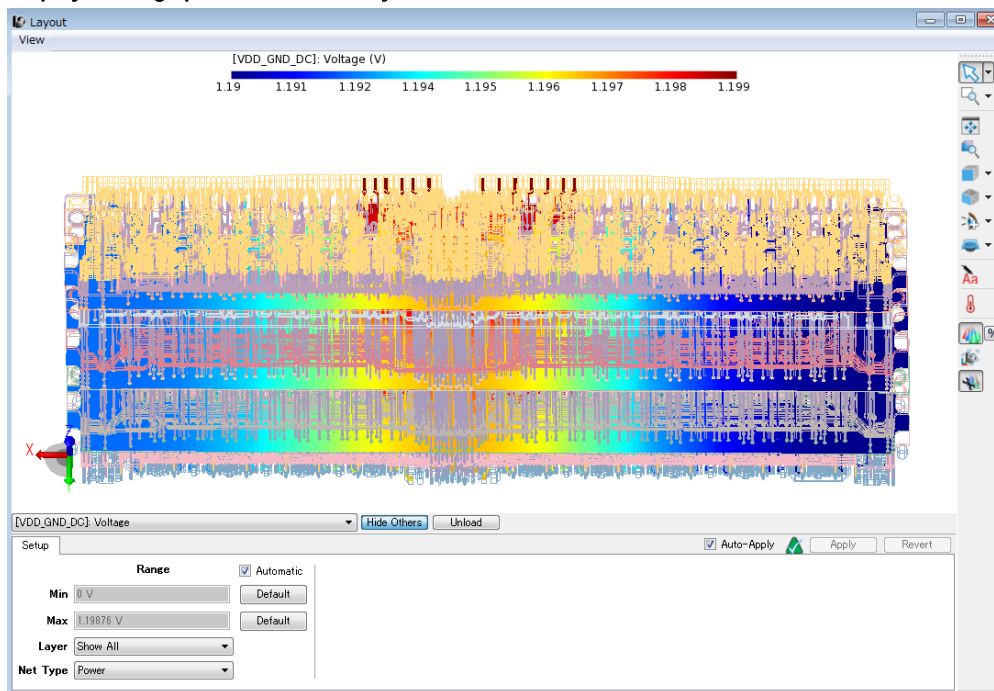 Layout
View
[VDD_GND_DC]: Voltage (V)
1.19 1.191 1.192 1.194 1.195 1.196 1.197 1.198 1.199
Aa
%
X
[VDD_GND_DC]: Voltage Hide Others Unload
Setup Auto-Apply Apply Revert
Range Automatic
Min 0 V Default
Max 1.19876 V Default
Layer Show All
Net Type Power